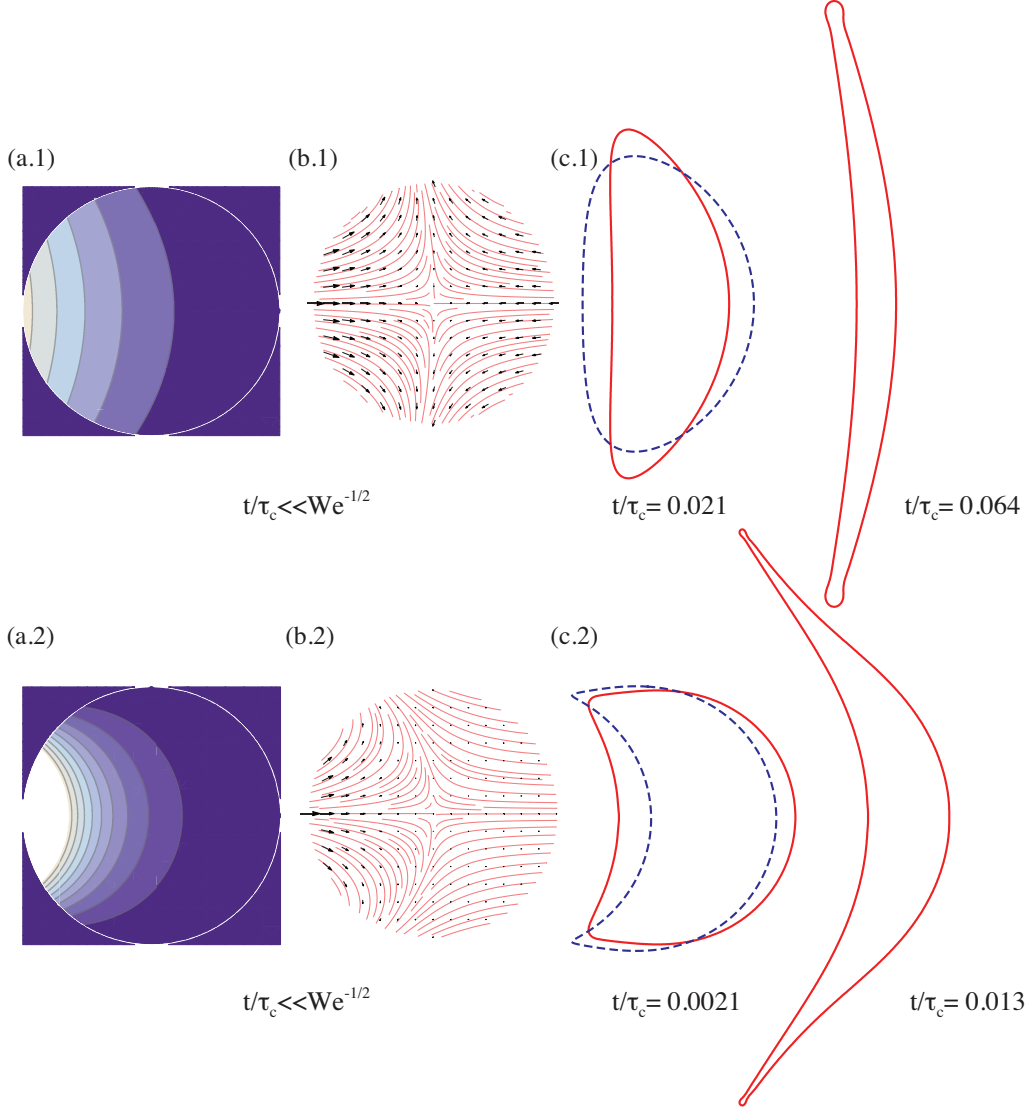 (a.1)
(b.1)
(c.1)
t/τc<<We-1/2
t/τc= 0.021
t/τc= 0.064
(a.2)
(b.2)
(c.2)
t/τc<<We-1/2
t/τc= 0.0021
t/τc= 0.013